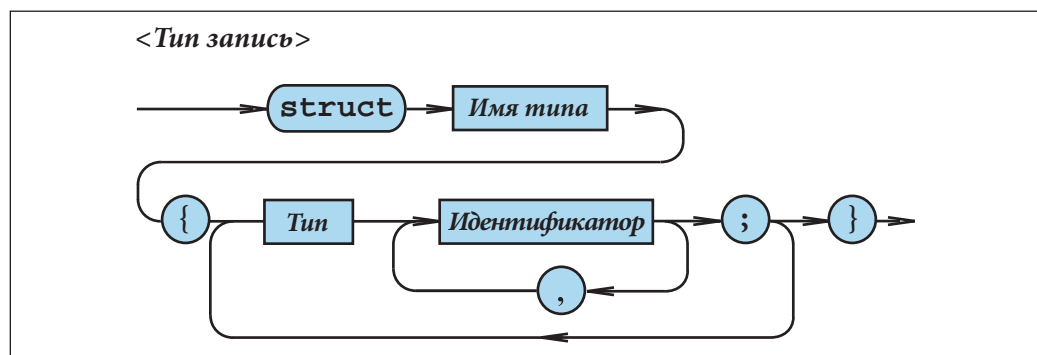 <Тип запись>
struct Имя типа
{ Тип Идентификатор ; }
,